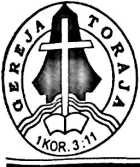 GEREJA TORAJA
1 KOR. 3:11